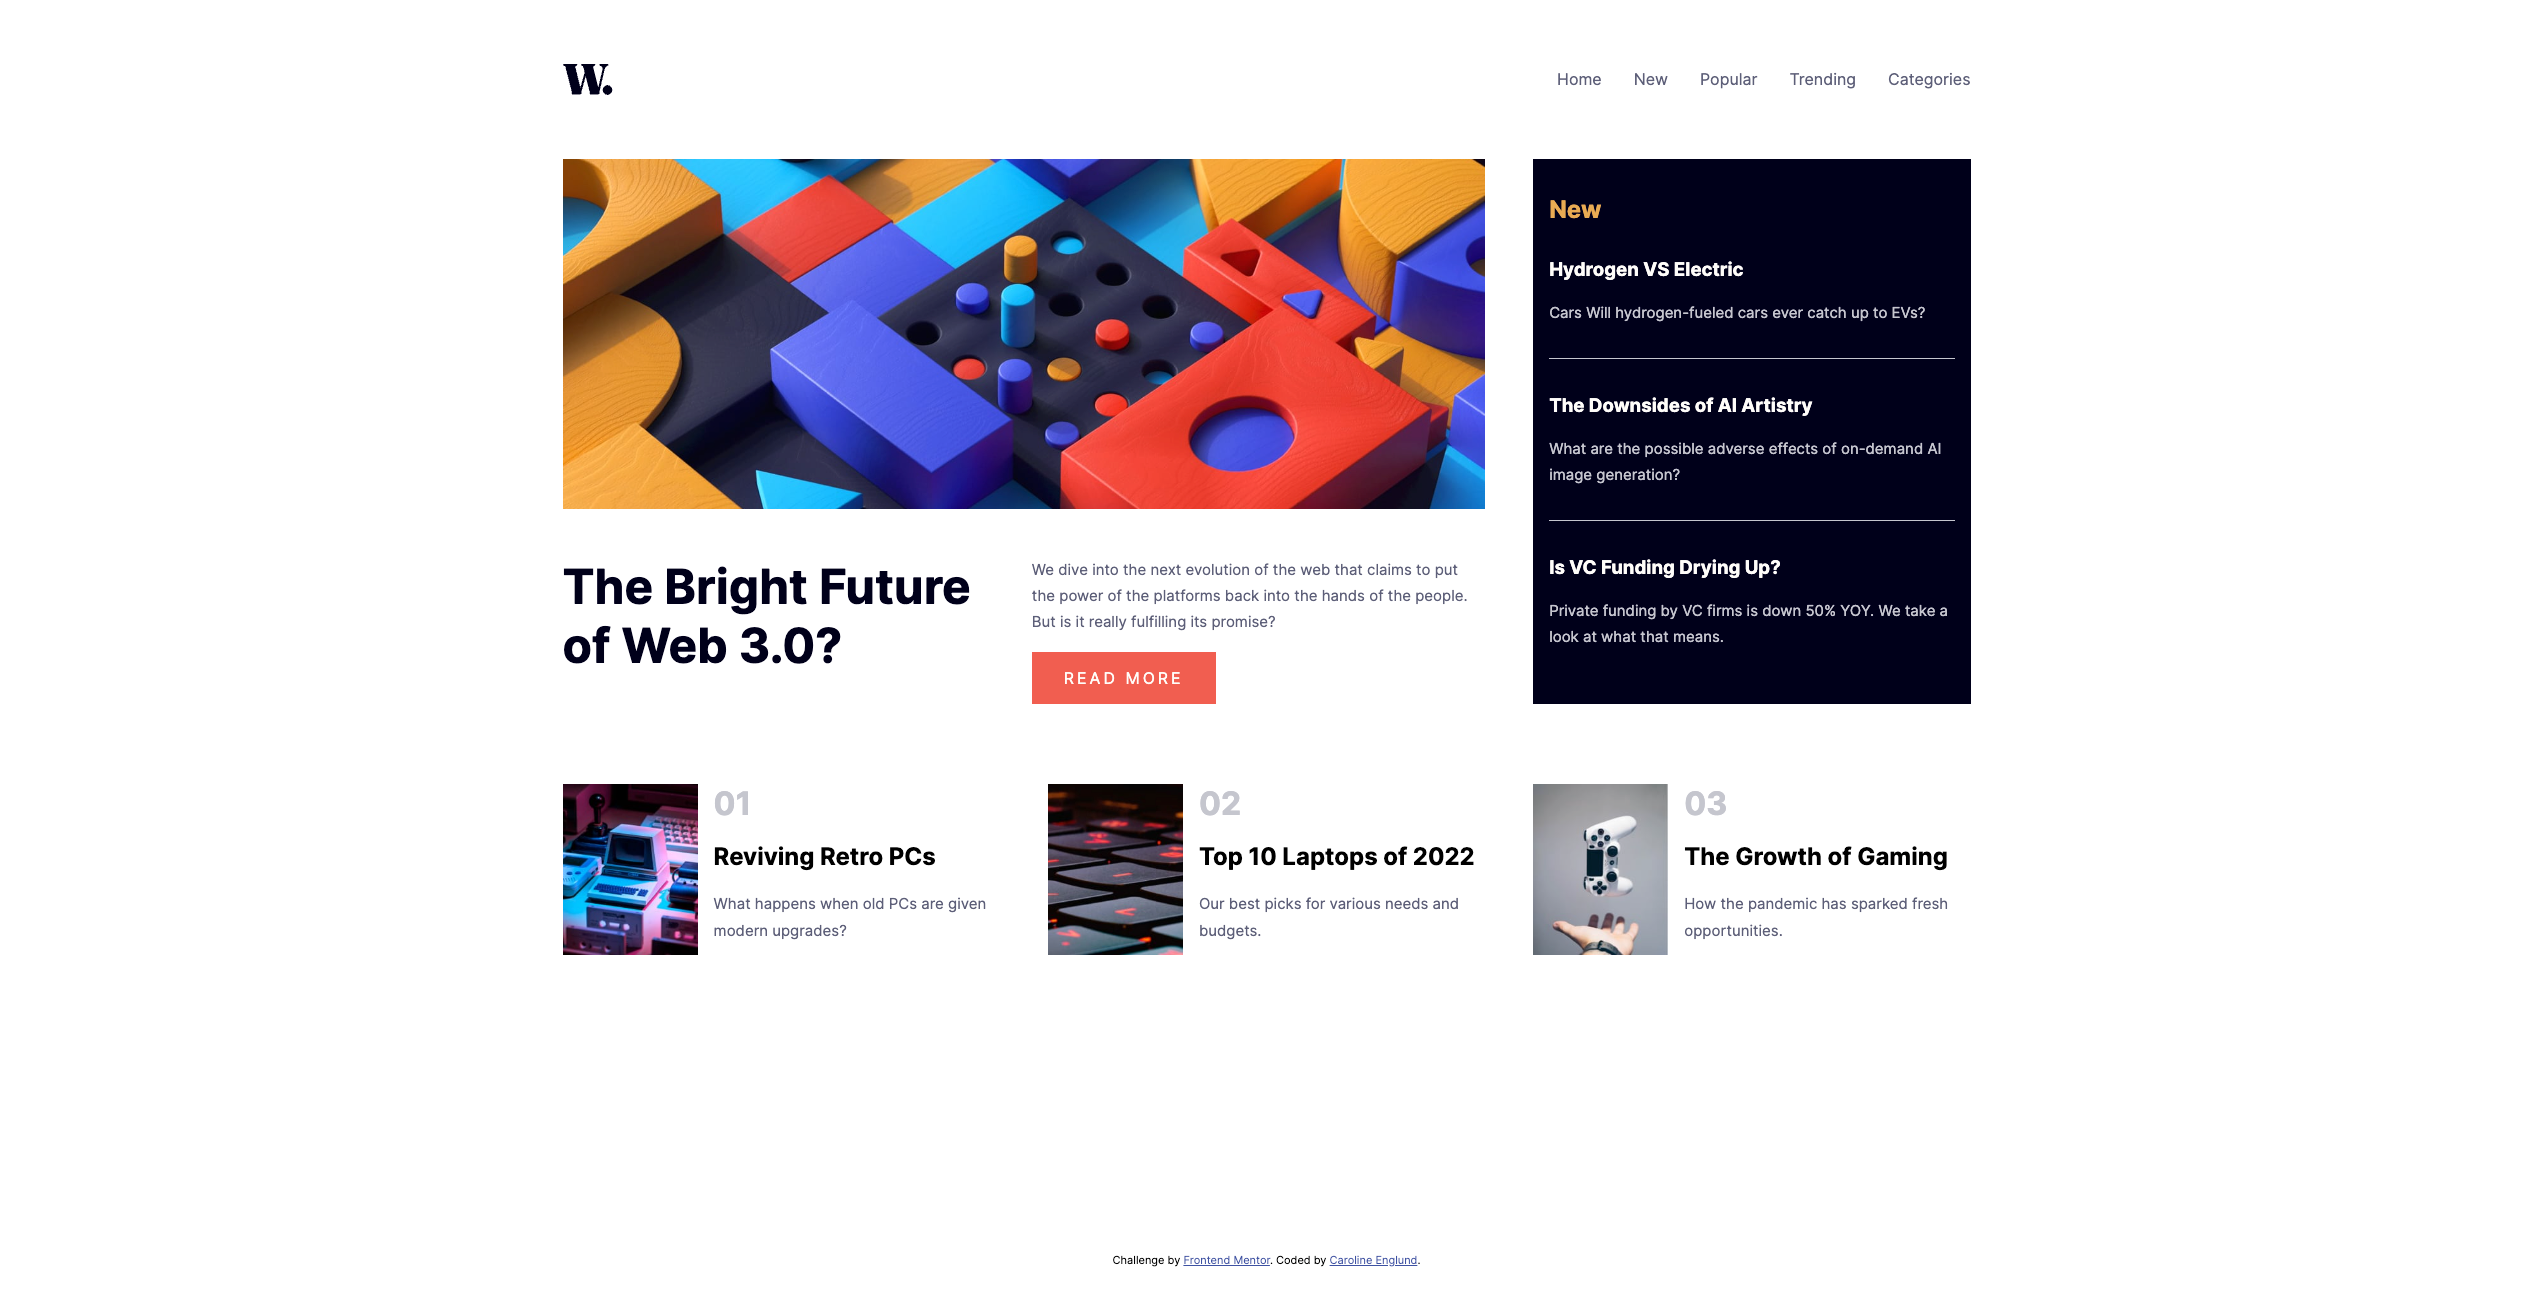 W.
Home New Popular Trending Categories
New
Hydrogen VS Electric
Cars Will hydrogen-fueled cars ever catch up to EVs?
The Downsides of AI Artistry
What are the possible adverse effects of on-demand AI
image generation?
Is VC Funding Drying Up?
Private funding by VC firms is down 50% YOY. We take a
look at what that means.
The Bright Future
of Web 3.0?
We dive into the next evolution of the web that claims to put
the power of the platforms back into the hands of the people.
But is it really fulfilling its promise?
READ MORE
01
Reviving Retro PCs
What happens when old PCs are given
modern upgrades?
02
Top 10 Laptops of 2022
Our best picks for various needs and
budgets.
03
The Growth of Gaming
How the pandemic has sparked fresh
opportunities.
Challenge by Frontend Mentor. Coded by Caroline Englund.